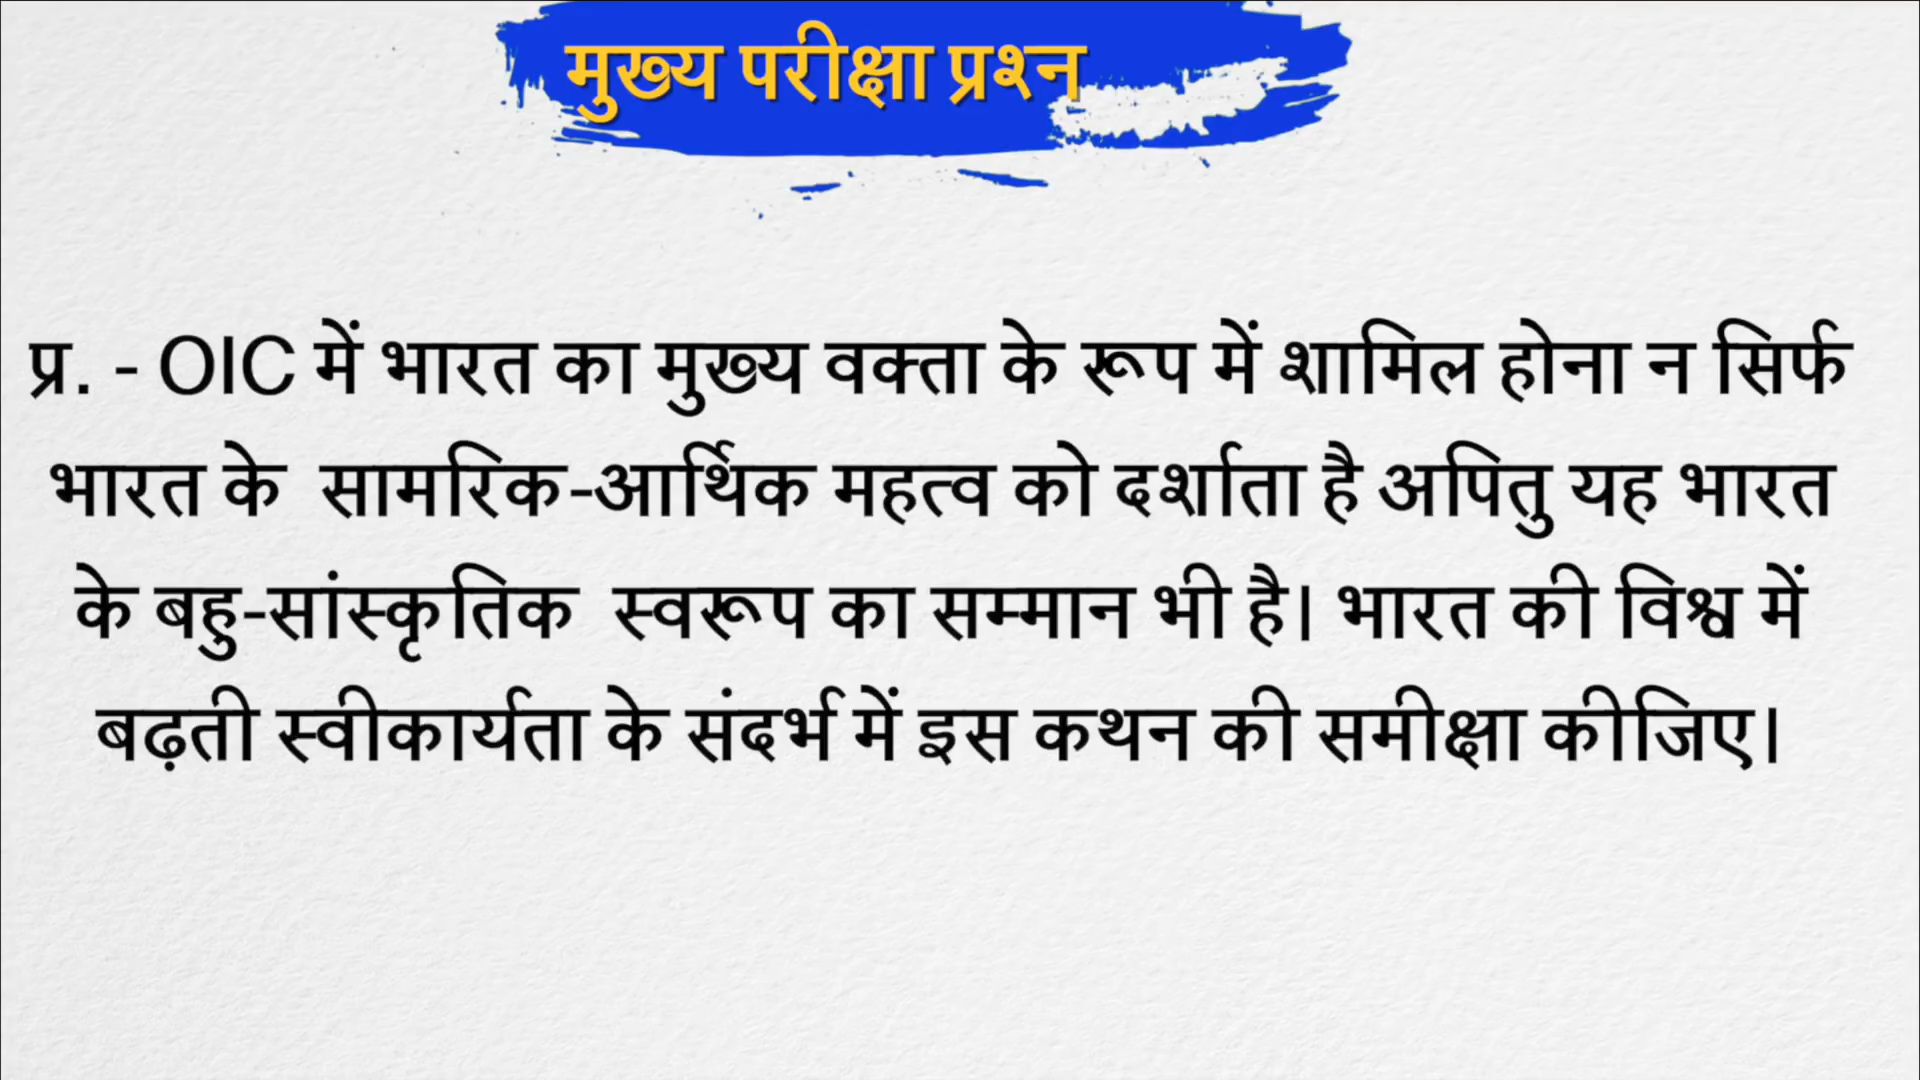 मुख्य परीक्षा प्रश्न
प्र. - OIC में भारत का मुख्य वक्ता के रूप में शामिल होना न सिर्फ
भारत के सामरिक-आर्थिक महत्व को दर्शाता है अपितु यह भारत
के बहु-सांस्कृतिक स्वरूप का सम्मान भी है। भारत की विश्व में
बढ़ती स्वीकार्यता के संदर्भ में इस कथन की समीक्षा कीजिए।